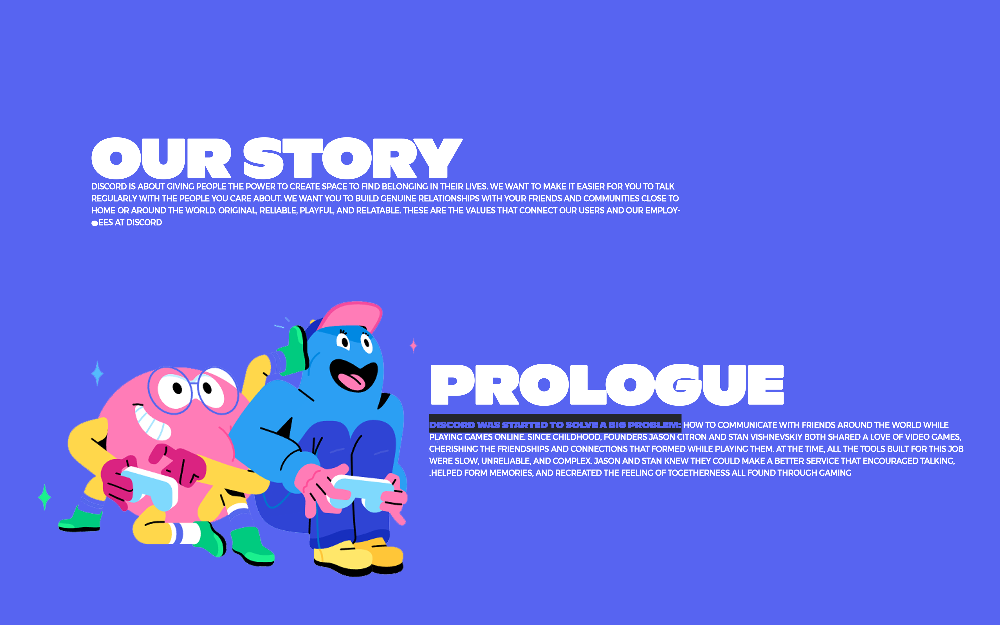 OUR STORY
DISCORD IS ABOUT GIVING PEOPLE THE POWER TO CREATE SPACE TO FIND BELONGING IN THEIR LIVES. WE WANT TO MAKE IT EASIER FOR YOU TO TALK
REGULARLY WITH THE PEOPLE YOU CARE ABOUT. WE WANT YOU TO BUILD GENUINE RELATIONSHIPS WITH YOUR FRIENDS AND COMMUNITIES CLOSE TO
HOME OR AROUND THE WORLD. ORIGINAL, RELIABLE, PLAYFUL, AND RELATABLE. THESE ARE THE VALUES THAT CONNECT OUR USERS AND OUR EMPLOY-
.EES AT DISCORD
PROLOGUE
DISCORD WAS STARTED TO SOLVE A BIG PROBLEM: HOW TO COMMUNICATE WITH FRIENDS AROUND THE WORLD WHILE
PLAYING GAMES ONLINE. SINCE CHILDHOOD, FOUNDERS JASON CITRON AND STAN VISHNEVSKIY BOTH SHARED A LOVE OF VIDEO GAMES,
CHERISHING THE FRIENDSHIPS AND CONNECTIONS THAT FORMED WHILE PLAYING THEM. AT THE TIME, ALL THE TOOLS BUILT FOR THIS JOB
WERE SLOW, UNRELIABLE, AND COMPLEX. JASON AND STAN KNEW THEY COULD MAKE A BETTER SERVICE THAT ENCOURAGED TALKING,
.HELPED FORM MEMORIES, AND RECREATED THE FEELING OF TOGETHERNESS ALL FOUND THROUGH GAMING